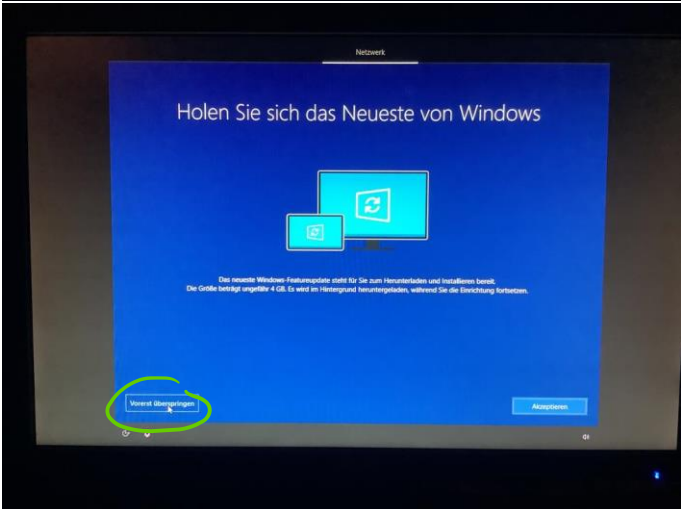 Netzwerk
Holen Sie sich das Neueste von Windows
Das neueste Windows-Featureupdate steht für Sie zum Herunterladen und Installieren bereit.
Die Größe beträgt ungefähr 4 GB. Es wird im Hintergrund heruntergeladen, während Sie die Einrichtung fortsetzen.
Vorerst überspringen
Akzeptieren